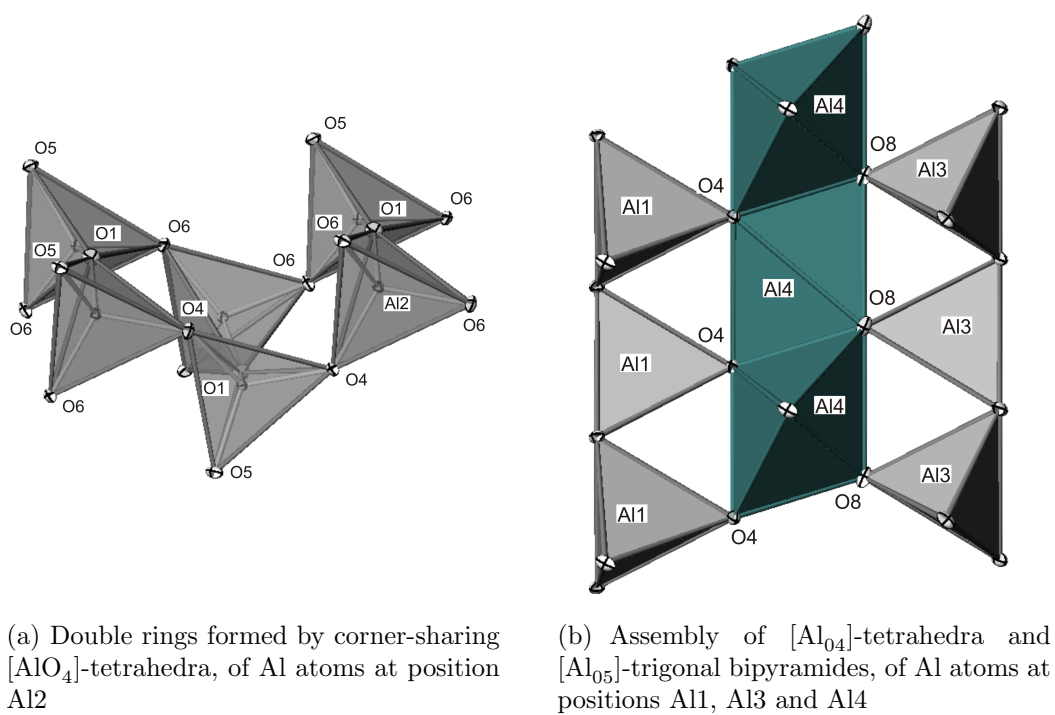 O5
O5
O6
O1
O6
O5
O1
O6
O6
Al2
O4
O6
O6
O1
O4
O6
O5
Al4
O8
Al3
O4
Al1
Al4
O8
Al3
O4
Al1
Al4
Al3
O8
Al1
O4
(a) Double rings formed by corner-sharing
[AlO4]-tetrahedra, of Al atoms at position
Al2
(b) Assembly of [Al04]-tetrahedra and
[Al05]-trigonal bipyramides, of Al atoms at
positions Al1, Al3 and Al4